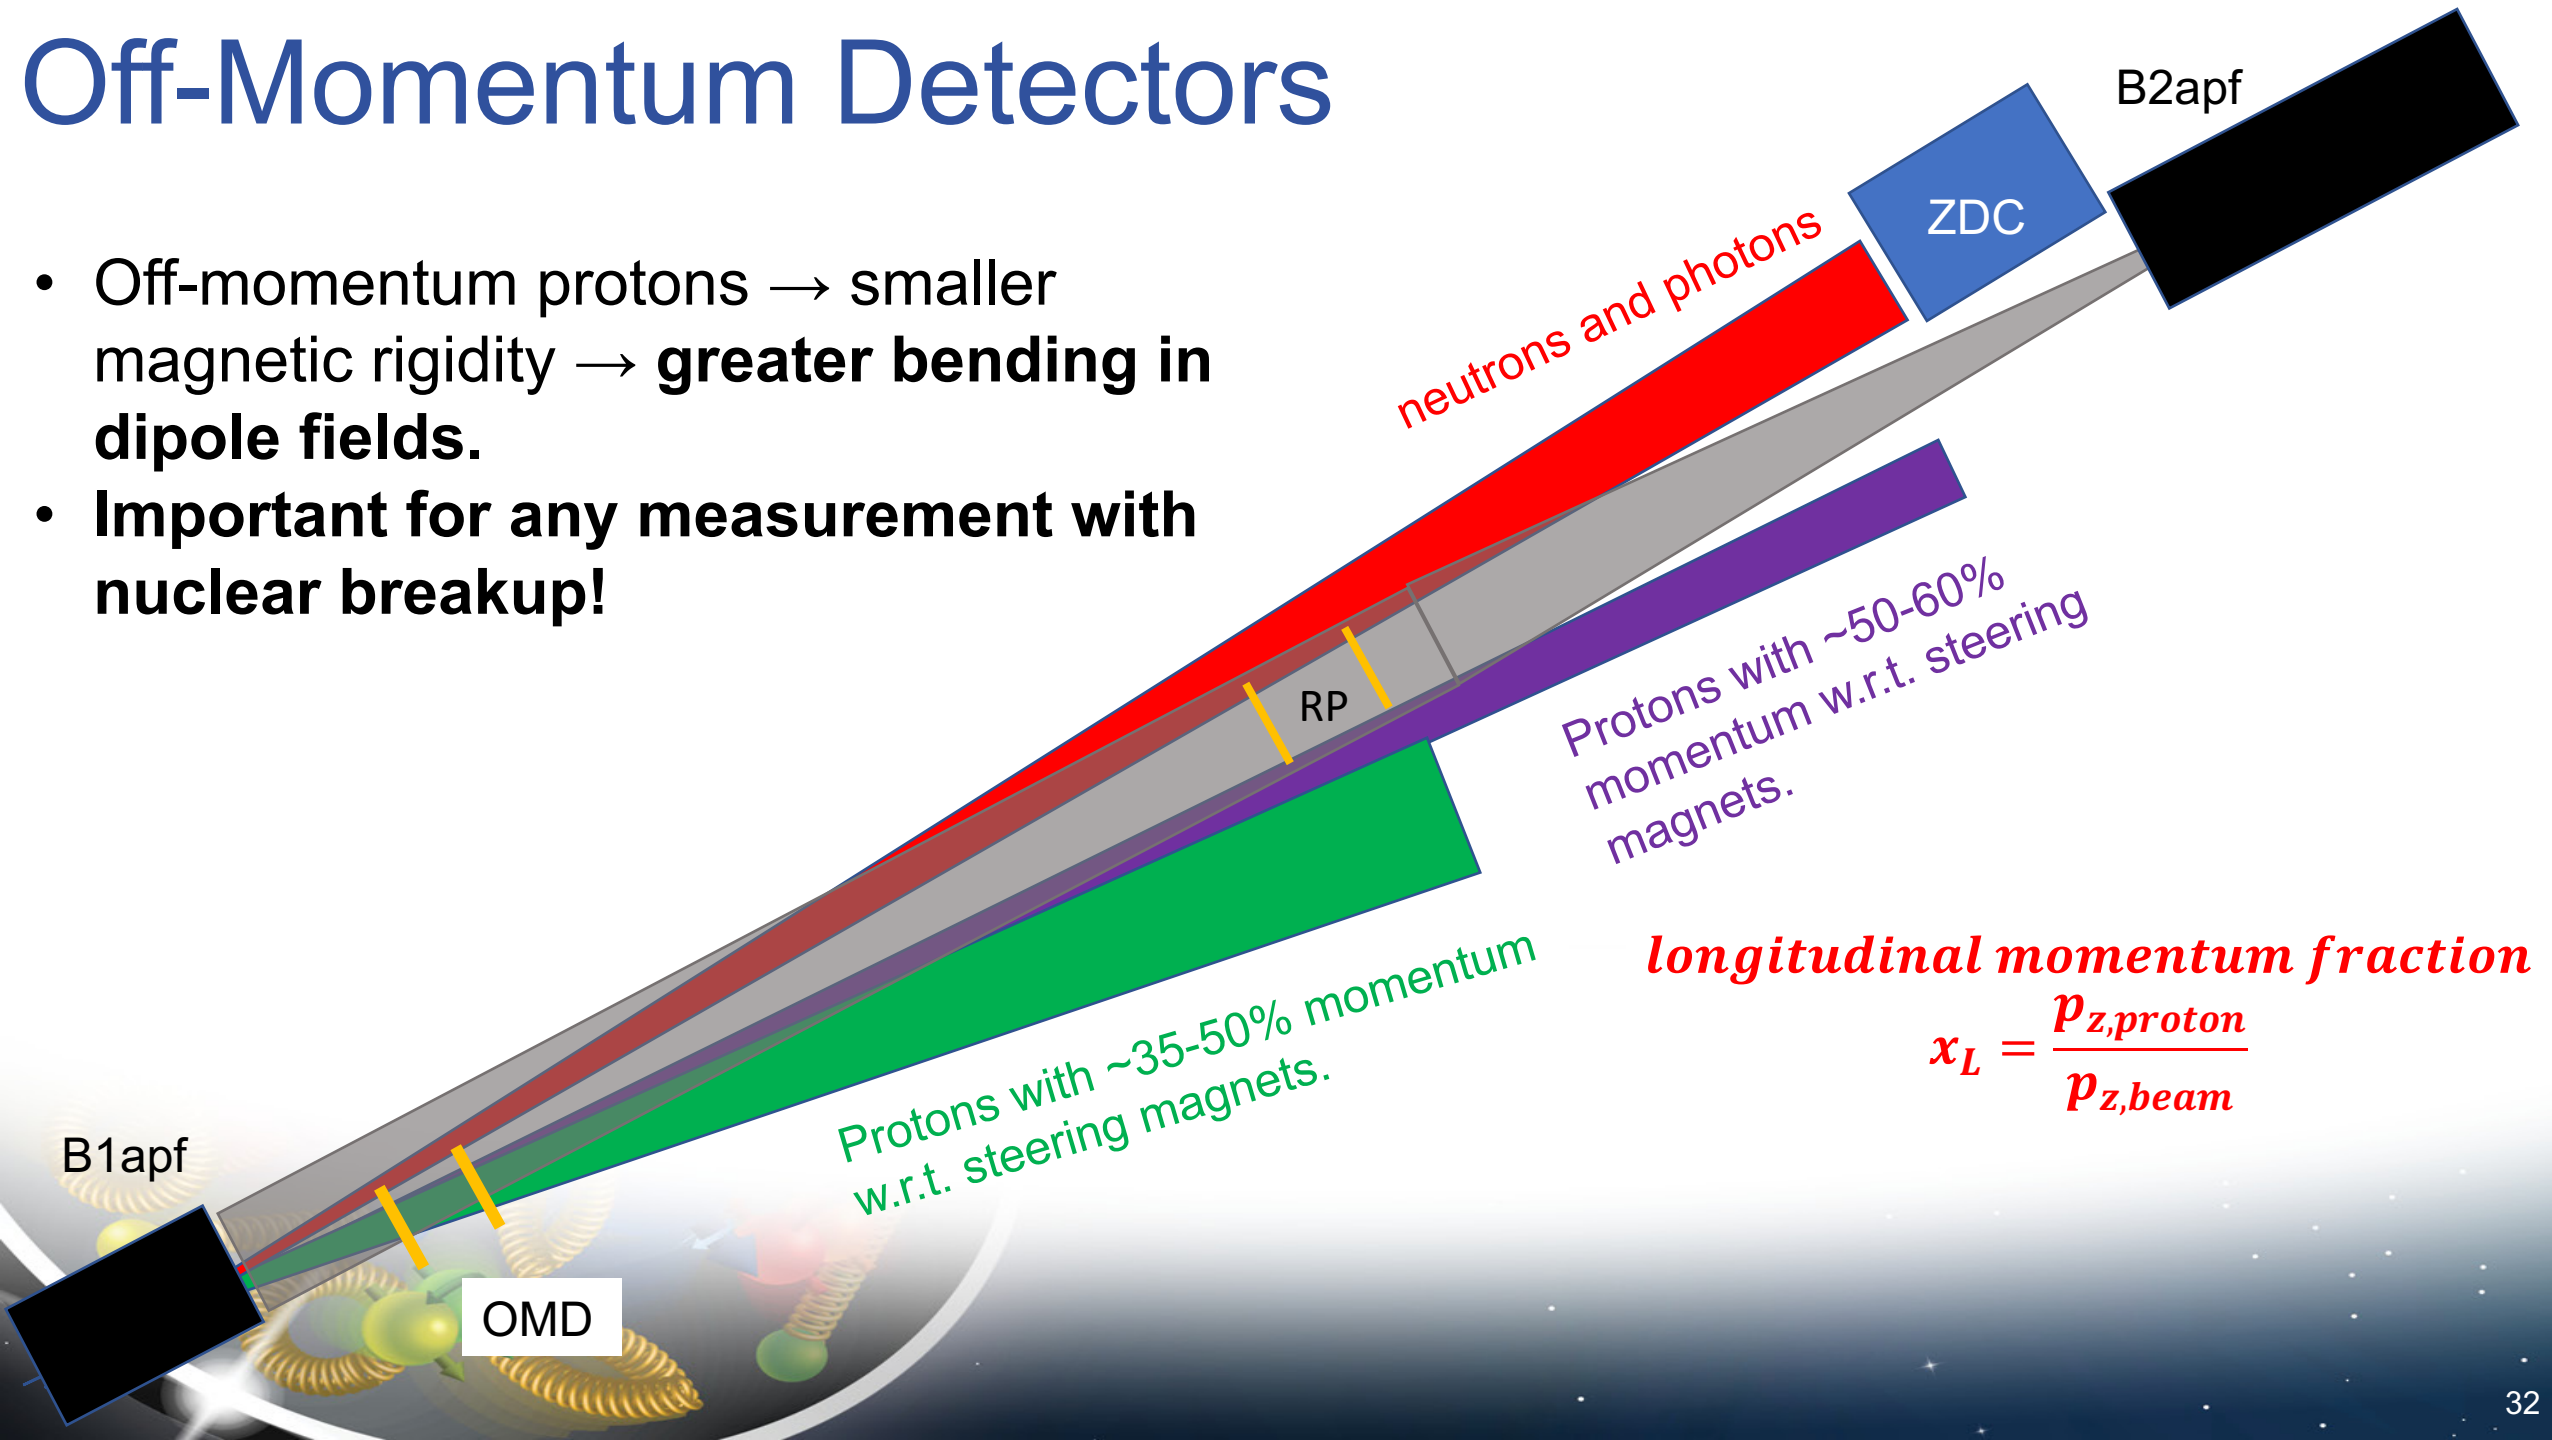 Off-Momentum Detectors
B2apf
ZDC
neutrons and photons
• Off-momentum protons → smaller
magnetic rigidity → greater bending in
dipole fields.
• Important for any measurement with
nuclear breakup!
RP
Protons with ~50-60%
momentum w.r.t. steering
magnets.
Protons with ~35-50% momentum
w.r.t. steering magnets.
longitudinal momentum fraction
x_L = p_{z,proton} / p_{z,beam}
B1apf
OMD
32